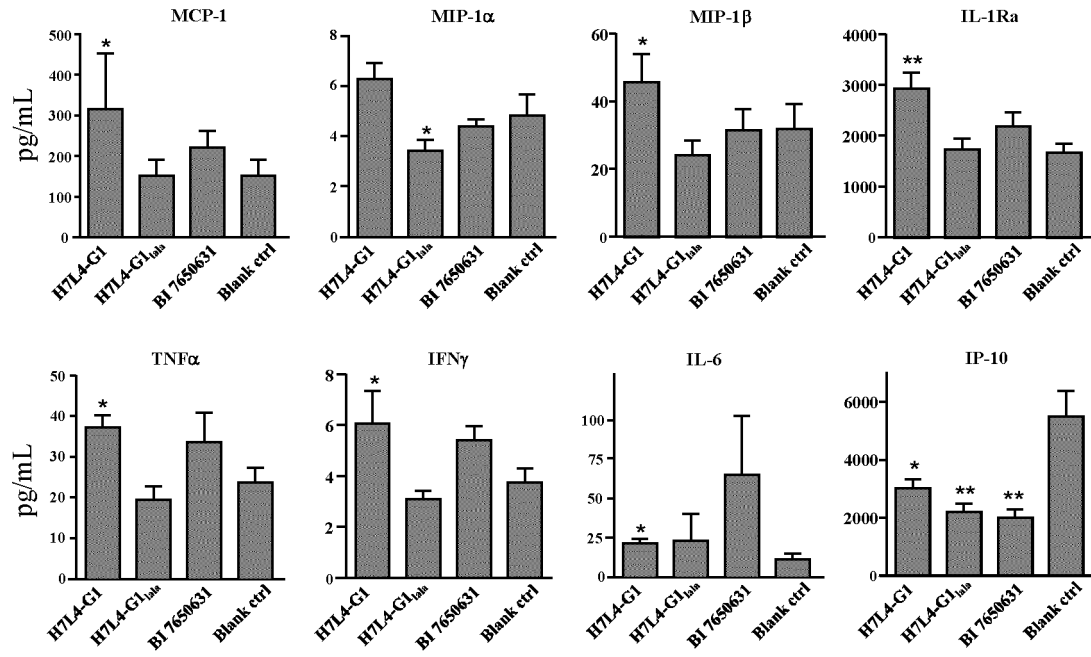 MCP-1
MIP-1α
MIP-1β
IL-1Ra
pg/mL
500
400
300
200
100
0
*
H7L4-G1
H7L4-G1lala
BI 7650631
Blank ctrl
8
6
4
2
0
*
H7L4-G1
H7L4-G1lala
BI 7650631
Blank ctrl
60
40
20
0
*
H7L4-G1
H7L4-G1lala
BI 7650631
Blank ctrl
4000
3000
2000
1000
0
**
H7L4-G1
H7L4-G1lala
BI 7650631
Blank ctrl
TNFα
IFNγ
IL-6
IP-10
pg/mL
50
40
30
20
10
0
*
H7L4-G1
H7L4-G1lala
BI 7650631
Blank ctrl
8
6
4
2
0
*
H7L4-G1
H7L4-G1lala
BI 7650631
Blank ctrl
100
75
50
25
0
*
H7L4-G1
H7L4-G1lala
BI 7650631
Blank ctrl
6000
4000
2000
0
*
**
**
H7L4-G1
H7L4-G1lala
BI 7650631
Blank ctrl